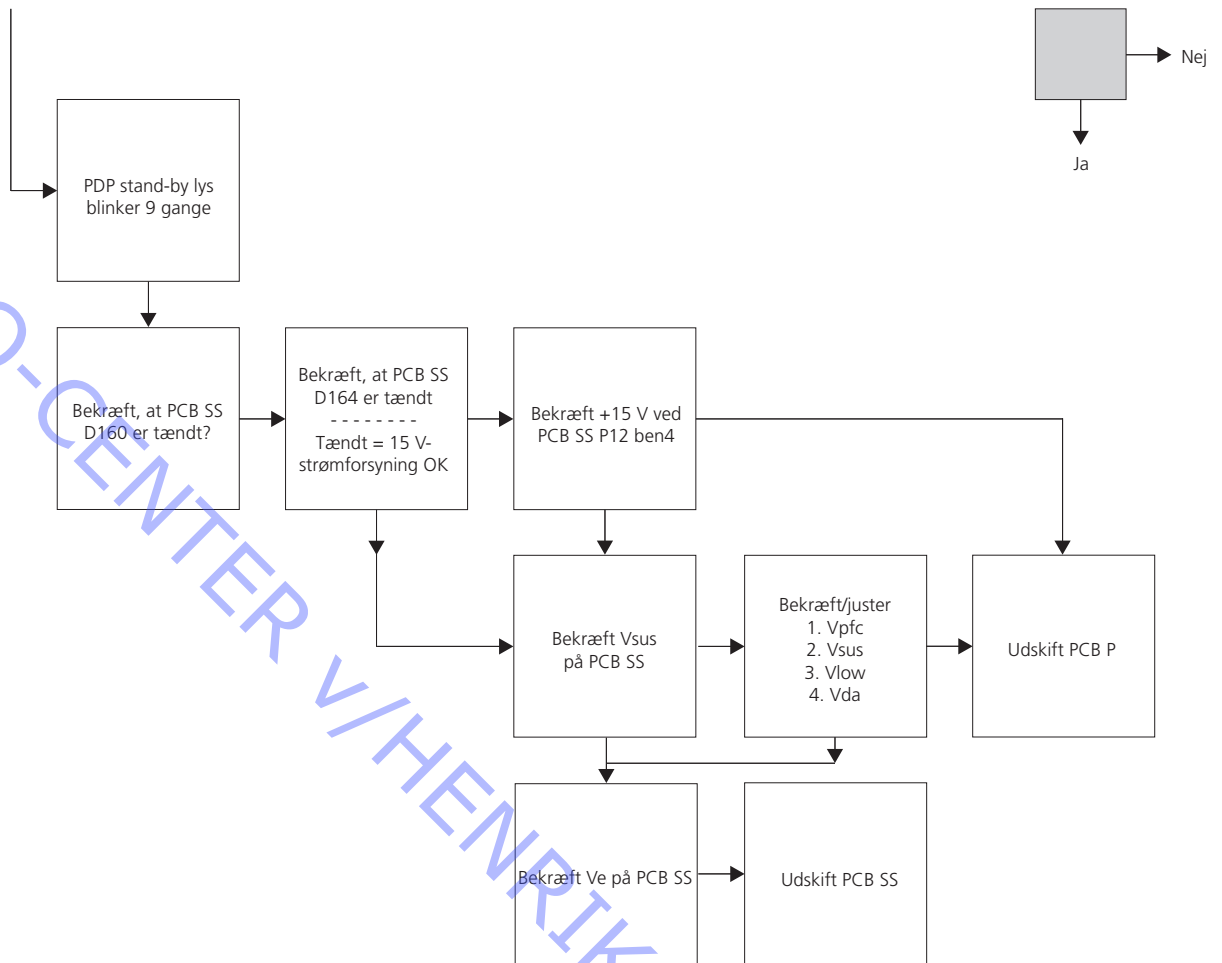 Nej
Ja
PDP stand-by lys
blinker 9 gange
Bekræft, at PCB SS
D160 er tændt?
Bekræft, at PCB SS
D164 er tændt
- - - - - - - -
Tændt = 15 V-
strømforsyning OK
Bekræft +15 V ved
PCB SS P12 ben4
Bekræft Vsus
på PCB SS
Bekræft/juster
1. Vpfc
2. Vsus
3. Vlow
4. Vda
Udskift PCB P
Bekræft Ve på PCB SS
Udskift PCB SS
O-CENTER v/HENRIK